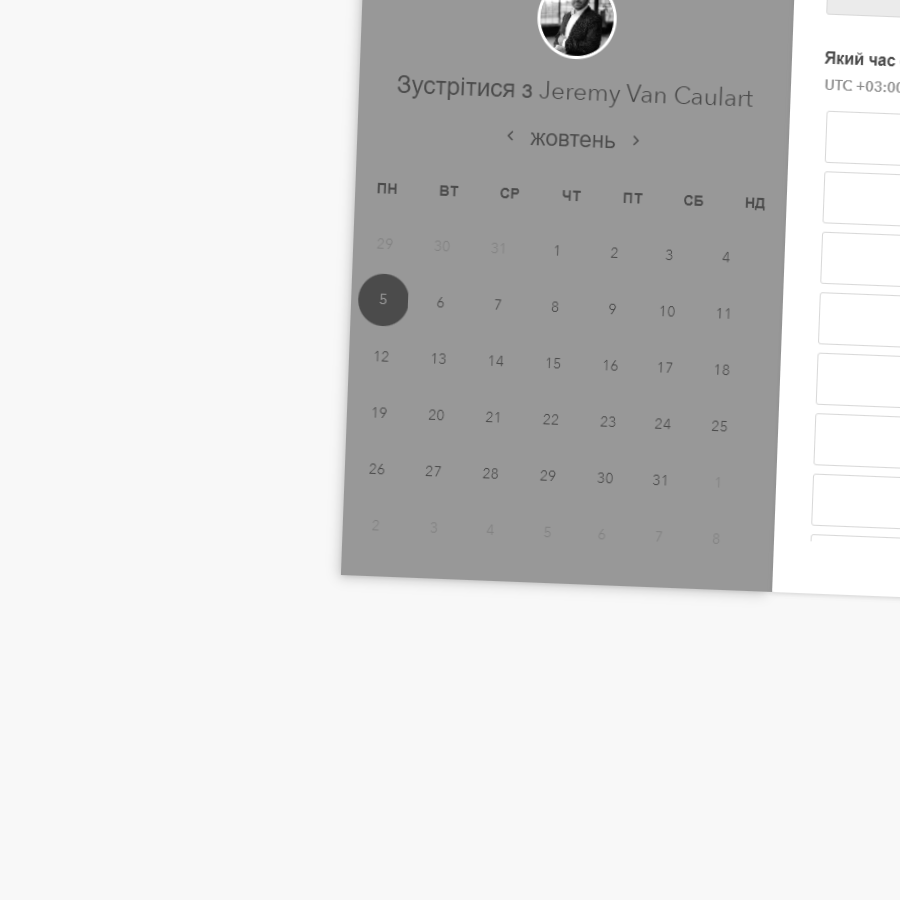 Зустрітися з Jeremy Van Caulart
жовтень
ПН ВТ СР ЧТ ПТ СБ НД
29 30 31 1 2 3 4
5 6 7 8 9 10 11
12 13 14 15 16 17 18
19 20 21 22 23 24 25
26 27 28 29 30 31 1
2 3 4 5 6 7 8
Який час
UTC +03:00